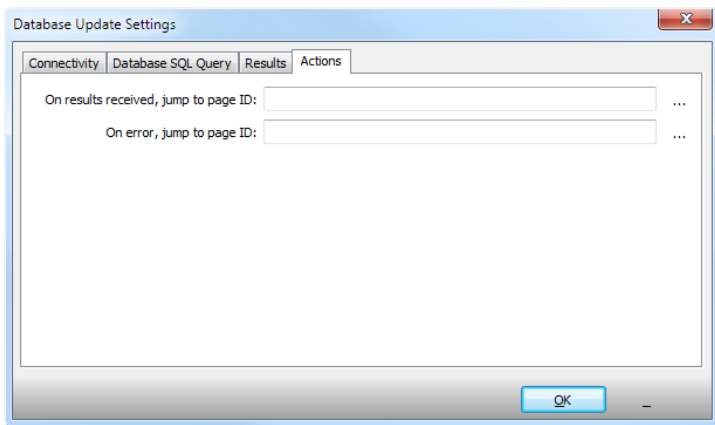 Database Update Settings
Connectivity Database SQL Query Results Actions
On results received, jump to page ID: ...
On error, jump to page ID: ...
OK _